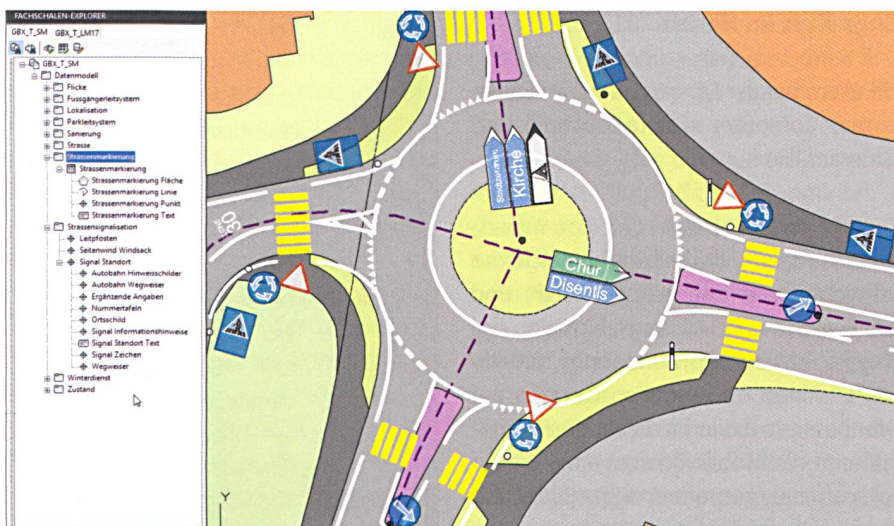 FACHSCHALEN-EXPLORER
GBX_T_SM GBX_T_LM17
GBX_T_SM
Datenmodell
Flicke
Fussgängerleitsystem
Lokalisation
Parkleitsystem
Sanierung
Strasse
Strassenmarkierung
Strassenmarkierung
Strassenmarkierung Fläche
Strassenmarkierung Linie
Strassenmarkierung Punkt
Strassenmarkierung Text
Strassensignalisation
Leitpfosten
Seitenwind Windsack
Signal Standort
Autobahn Hinweisschilder
Autobahn Wegweiser
Ergänzende Angaben
Nummertafeln
Ortsschild
Signal Informationshinweise
Signal Standort Text
Signal Zeichen
Wegweiser
Winterdienst
Zustand
Stadtzentrum
Kirche
Chur
Disentis
30
Y